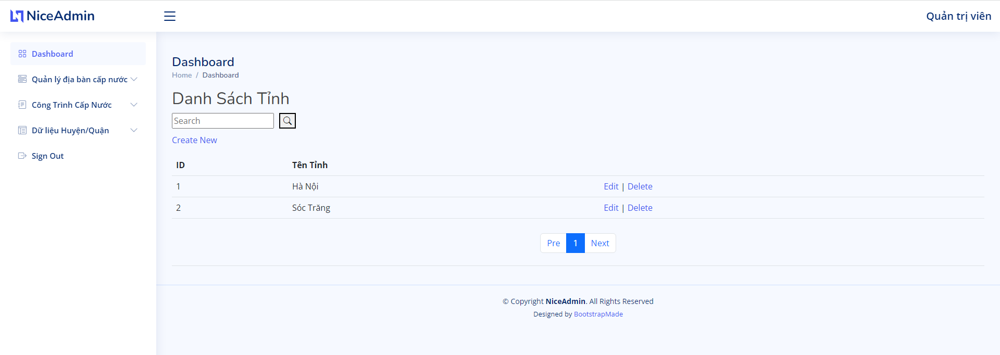 NiceAdmin
Quản trị viên
Dashboard
Quản lý địa bàn cấp nước
Công Trình Cấp Nước
Dữ liệu Huyện/Quận
Sign Out
Dashboard
Home / Dashboard
Danh Sách Tỉnh
Search
Create New
ID Tên Tỉnh
1 Hà Nội Edit | Delete
2 Sóc Trăng Edit | Delete
Pre 1 Next
© Copyright NiceAdmin. All Rights Reserved
Designed by BootstrapMade